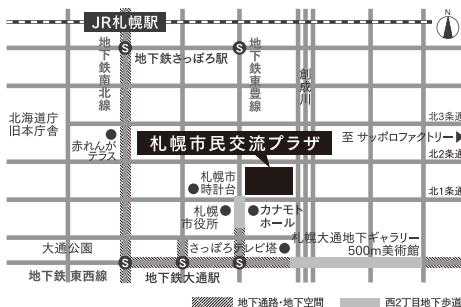 JR札幌駅
N
地下鉄さっぽろ駅
地下鉄南北線
地下鉄東豊線
創成川
北海道庁
旧本庁舎
赤れんが
テラス
札幌市民交流プラザ
北3条通
至 サッポロファクトリー
北2条通
札幌市
時計台
北1条通
札幌
市役所
カナモト
ホール
大通公園
さっぽろテレビ塔
札幌大通地下ギャラリー
500m美術館
地下鉄東西線
地下鉄大通駅
S
S
S
S
S
地下通路・地下空間
西2丁目地下歩道